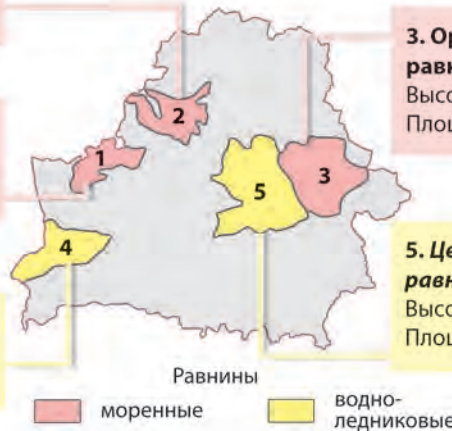 3. Ор
равн
Высо
Площ
2
1
3
5
4
5. Це
равн
Высо
Площ
Равнины
моренные
водно-
ледниковые